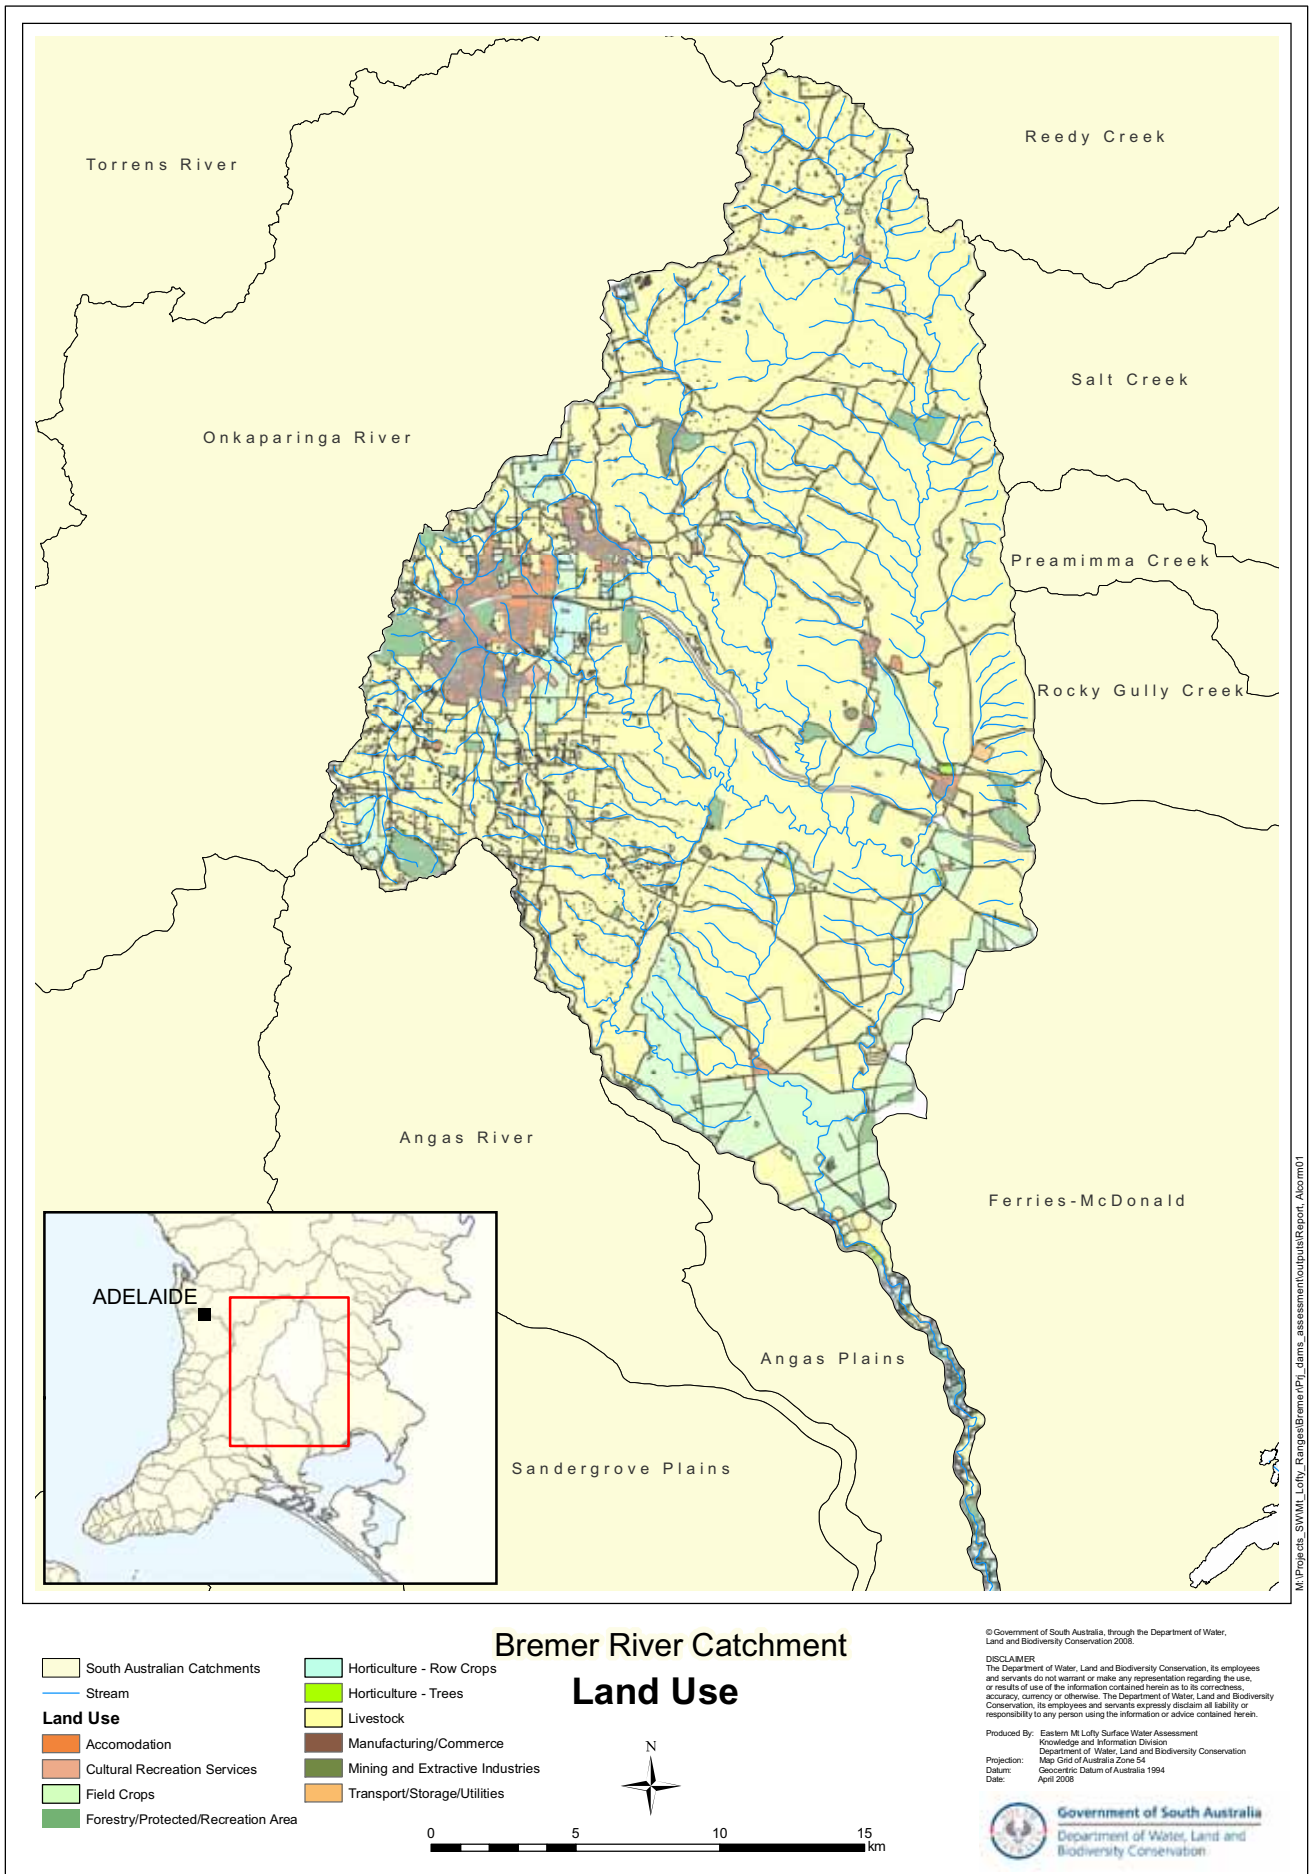 Reedy Creek
Torrens River
Salt Creek
Onkaparinga River
Preamimma Creek
Rocky Gully Creek
Angas River
Ferries-McDonald
ADELAIDE
Angas Plains
Sandergrove Plains
M:\Projects_SW\Mt_Lofty_Ranges\Bremer\Prj_dams_assessment\outputs\Report, Alcorm01
Bremer River Catchment
Land Use
South Australian Catchments
Stream
Land Use
Accomodation
Cultural Recreation Services
Field Crops
Forestry/Protected/Recreation Area
Horticulture - Row Crops
Horticulture - Trees
Livestock
Manufacturing/Commerce
Mining and Extractive Industries
Transport/Storage/Utilities
N
0 5 10 15
km
© Government of South Australia, through the Department of Water,
Land and Biodiversity Conservation 2008.
DISCLAIMER
The Department of Water, Land and Biodiversity Conservation, its employees
and servants do not warrant or make any representation regarding the use,
or results of use of the information contained herein as to its correctness,
accuracy, currency or otherwise. The Department of Water, Land and Biodiversity
Conservation, its employees and servants expressly disclaim all liability or
responsibility to any person using the information or advice contained herein.
Produced By: Eastern Mt Lofty Surface Water Assessment
Knowledge and Information Division
Department of Water, Land and Biodiversity Conservation
Projection: Map Grid of Australia Zone 54
Datum: Geocentric Datum of Australia 1994
Date: April 2008
Government of South Australia
Department of Water, Land and
Biodiversity Conservation